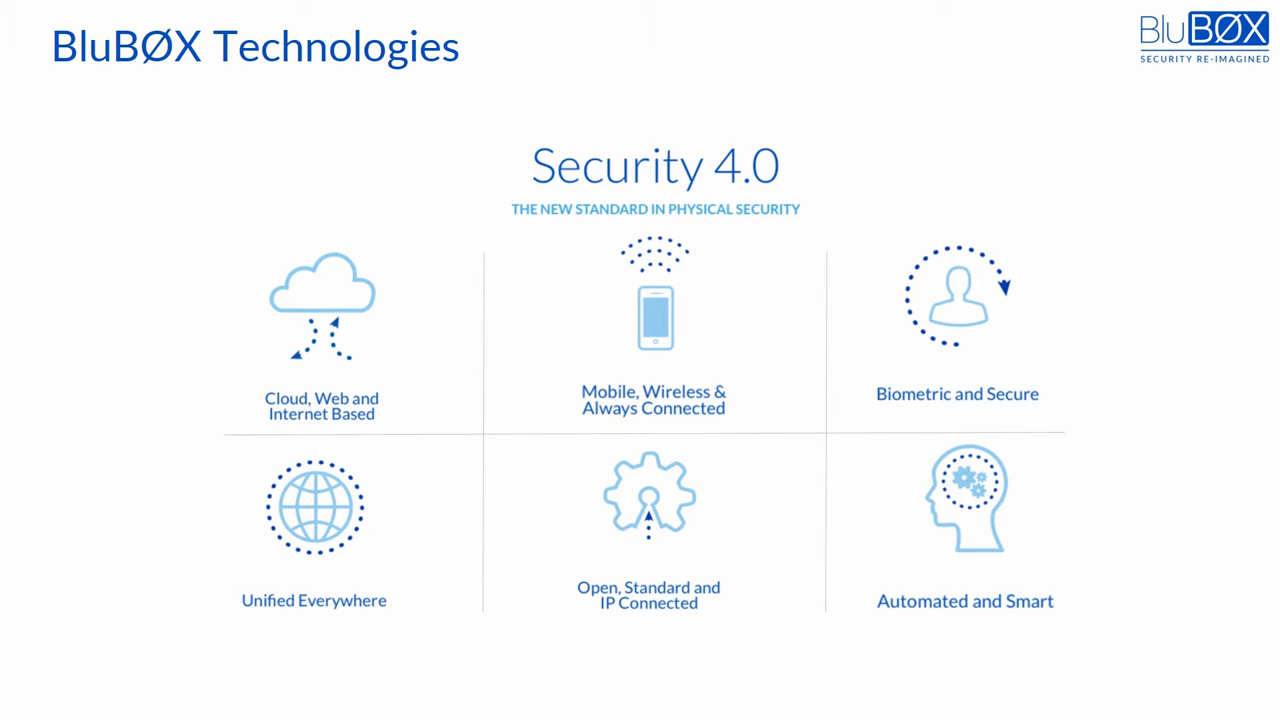 BluBØX Technologies
BluBØX
SECURITY RE-IMAGINED
Security 4.0
THE NEW STANDARD IN PHYSICAL SECURITY
Cloud, Web and
Internet Based
Mobile, Wireless &
Always Connected
Biometric and Secure
Unified Everywhere
Open, Standard and
IP Connected
Automated and Smart